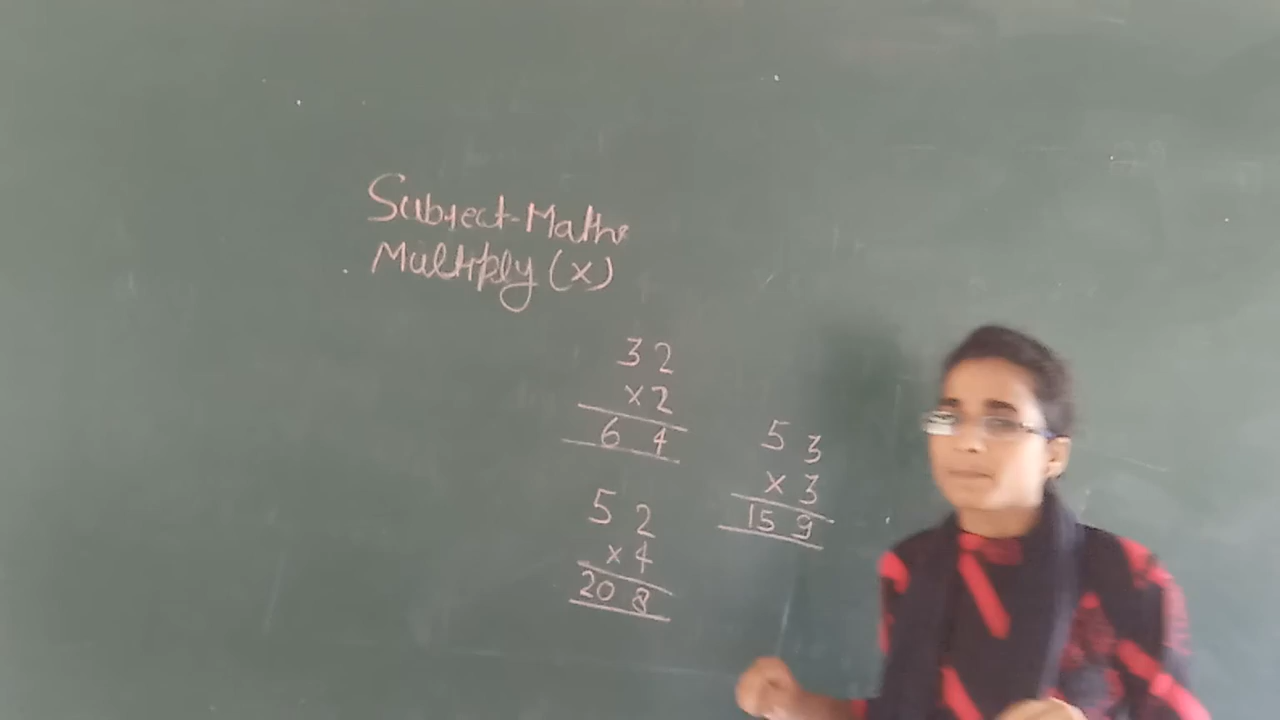 Subject-Maths
Multiply (x)
32
x2
64
53
x3
159
52
x4
208